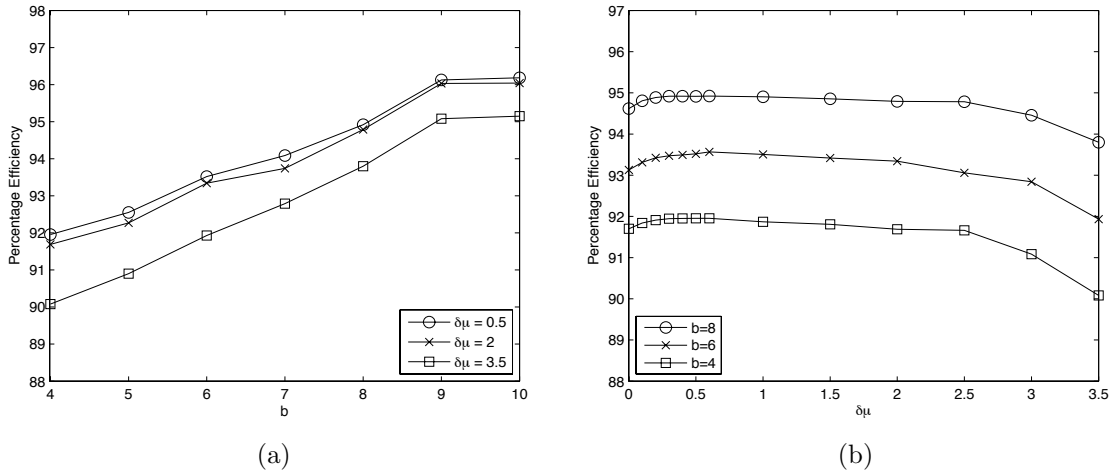 98
97
96
95
94
93
92
91
90
89
88
Percentage Efficiency
4 5 6 7 8 9 10
b
δμ = 0.5
δμ = 2
δμ = 3.5
(a)
97
96
95
94
93
92
91
90
89
88
Percentage Efficiency
0 0.5 1 1.5 2 2.5 3 3.5
δμ
b=8
b=6
b=4
(b)